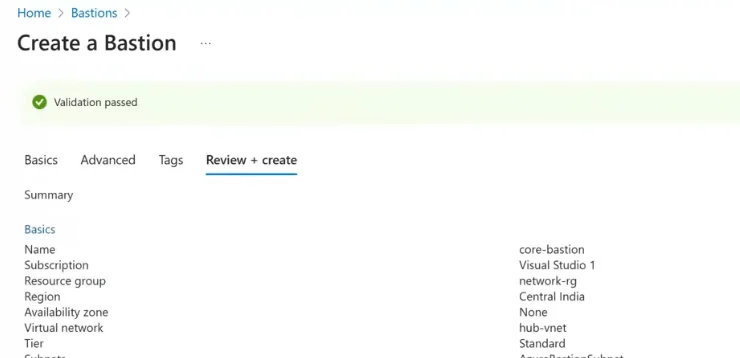 Home > Bastions >
Create a Bastion ...
Validation passed
Basics Advanced Tags Review + create
Summary
Basics
Name core-bastion
Subscription Visual Studio 1
Resource group network-rg
Region Central India
Availability zone None
Virtual network hub-vnet
Tier Standard